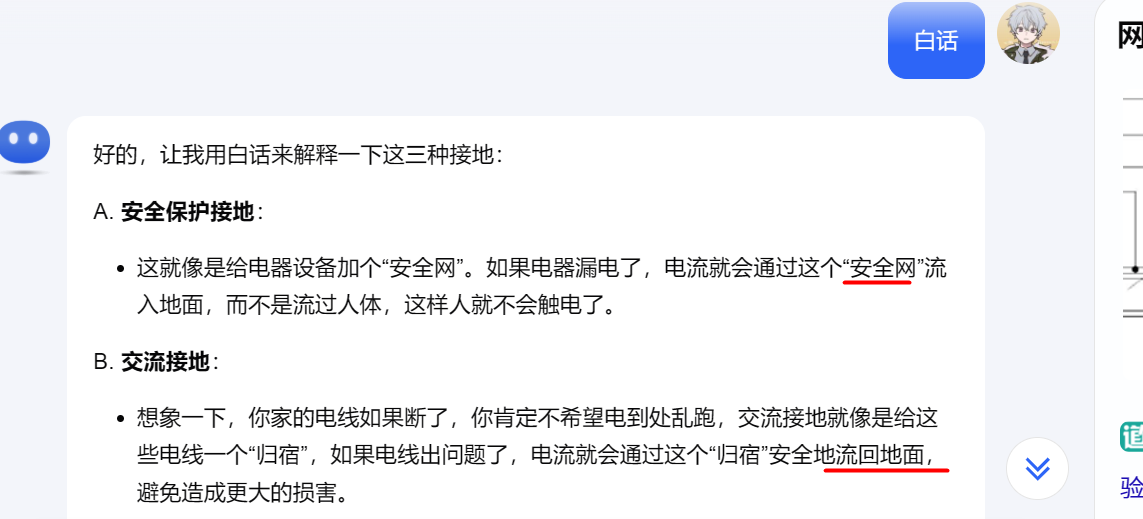 白话
网
好的，让我用白话来解释一下这三种接地：
A. 安全保护接地：
• 这就像是给电器设备加个“安全网”。如果电器漏电了，电流就会通过这个“安全网”流
入地面，而不是流过人体，这样人就不会触电了。
B. 交流接地：
• 想象一下，你家的电线如果断了，你肯定不希望电到处乱跑，交流接地就像是给这
些电线一个“归宿”，如果电线出问题了，电流就会通过这个“归宿”安全地流回地面，
避免造成更大的损害。
验